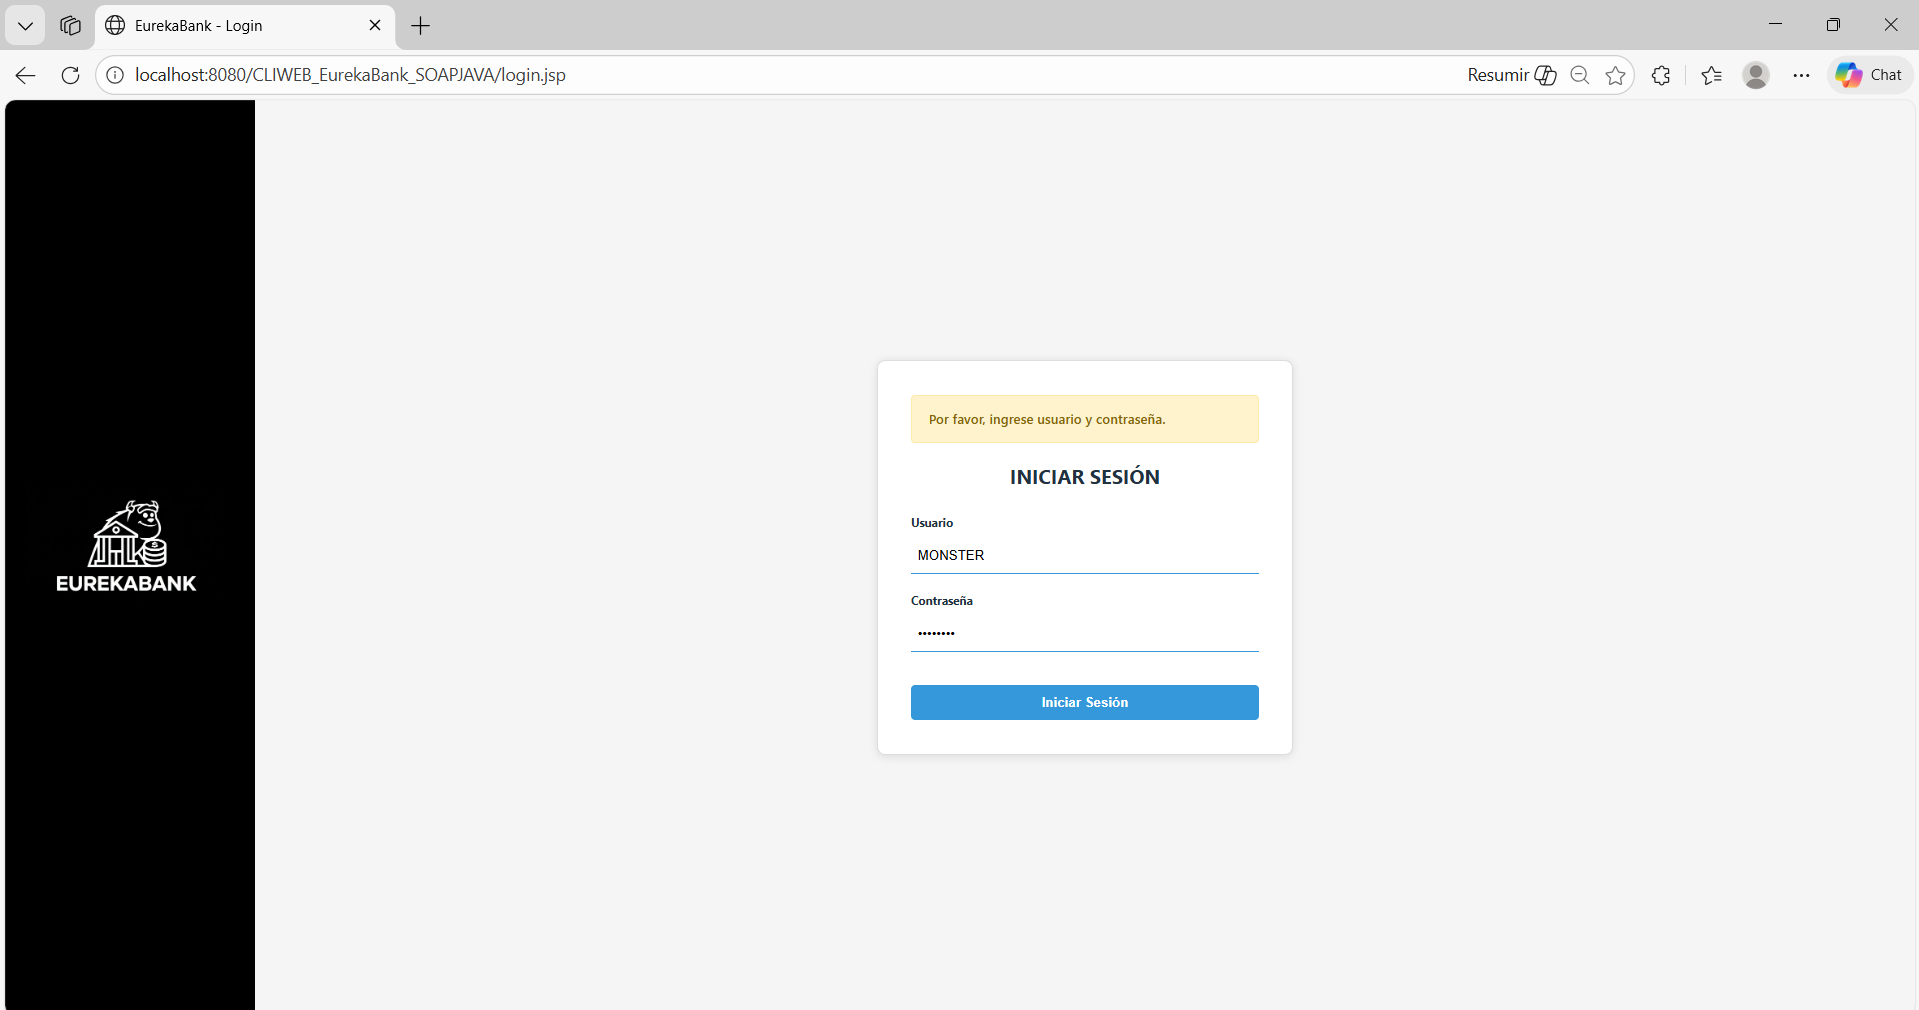 EurekaBank - Login
localhost:8080/CLIWEB_EurekaBank_SOAPJAVA/login.jsp
Resumir
Chat
EUREKABANK
Por favor, ingrese usuario y contraseña.
INICIAR SESIÓN
Usuario
MONSTER
Contraseña
••••••••
Iniciar Sesión